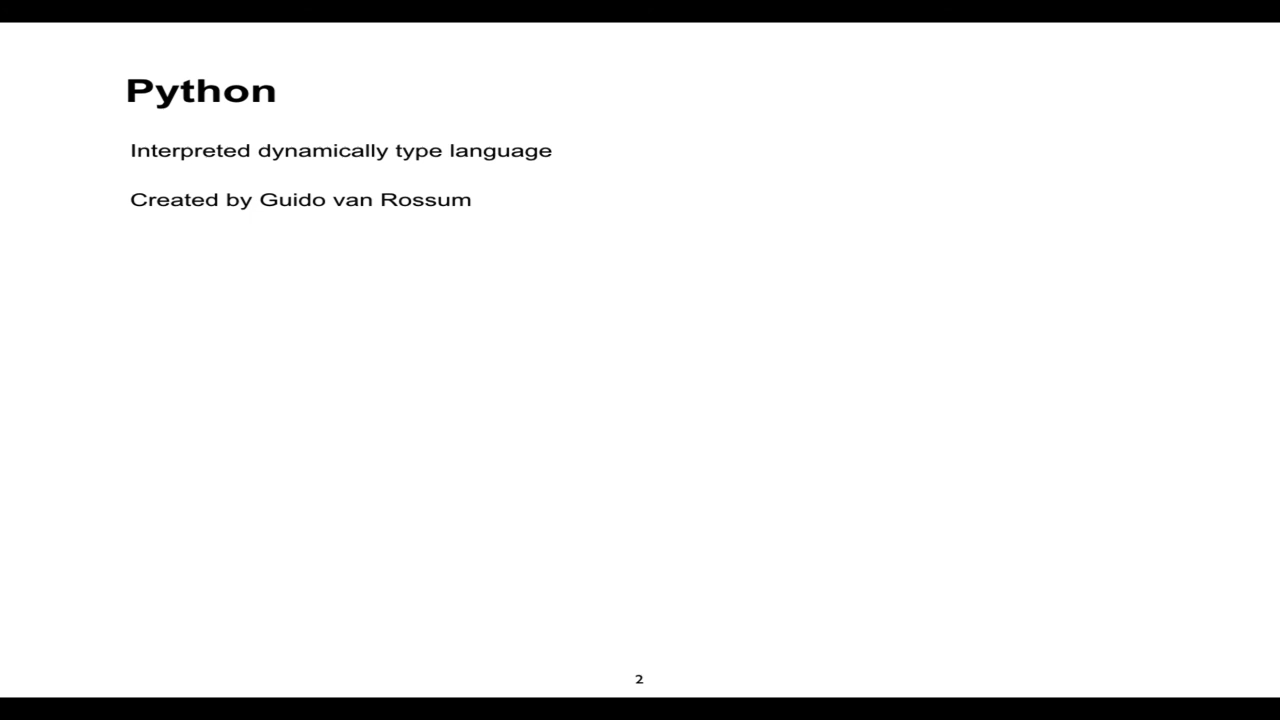 Python
Interpreted dynamically type language
Created by Guido van Rossum
2